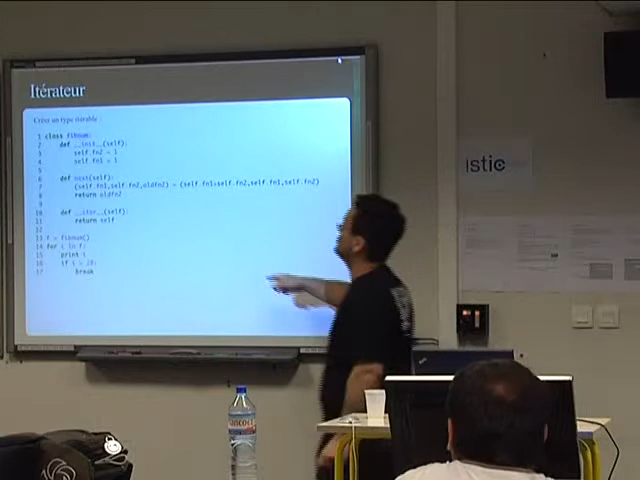 Itérateur
Créer un type itérable :
1 class fibnum:
2 def __init__(self):
3 self.fn2 = 1
4 self.fn1 = 1
5
6 def next(self):
7 (self.fn1,self.fn2,oldfn2) = (self.fn1+self.fn2,self.fn1,self.fn2)
8 return oldfn2
9
10 def __iter__(self):
11 return self
12
13 f = fibnum()
14 for i in f:
15 print i
16 if i > 20:
17 break
istic